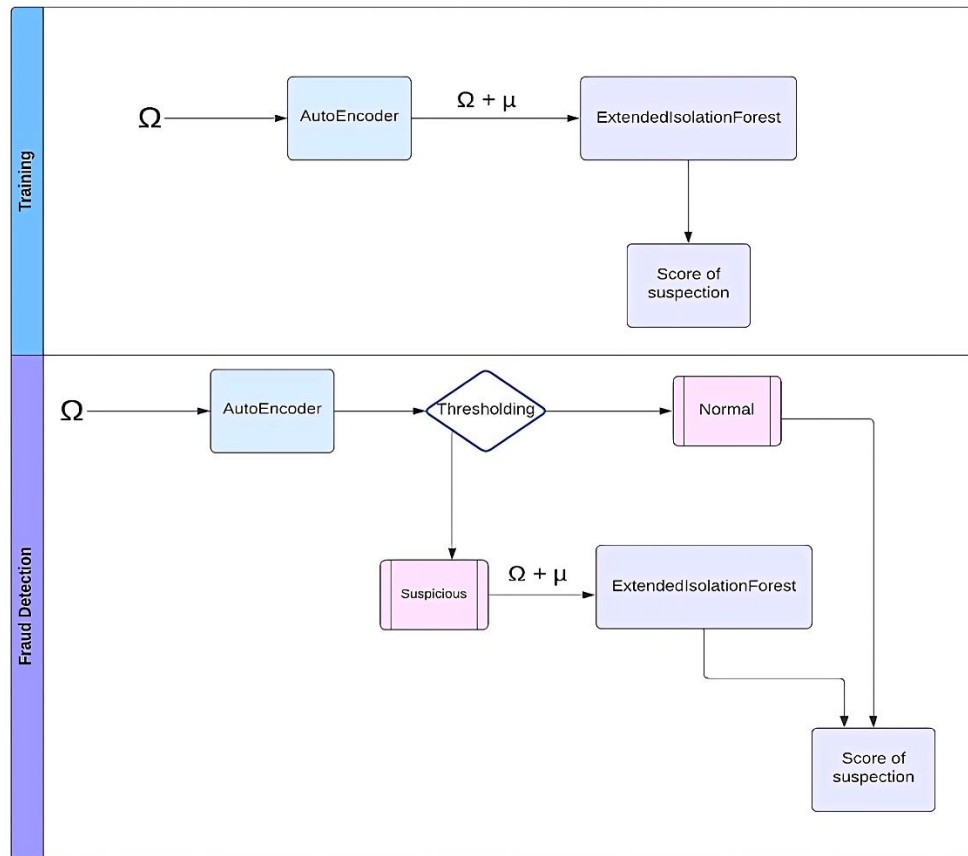 Training
Ω
AutoEncoder
Ω + μ
ExtendedIsolationForest
Score of
suspection
Fraud Detection
Ω
AutoEncoder
Thresholding
Normal
Suspicious
Ω + μ
ExtendedIsolationForest
Score of
suspection